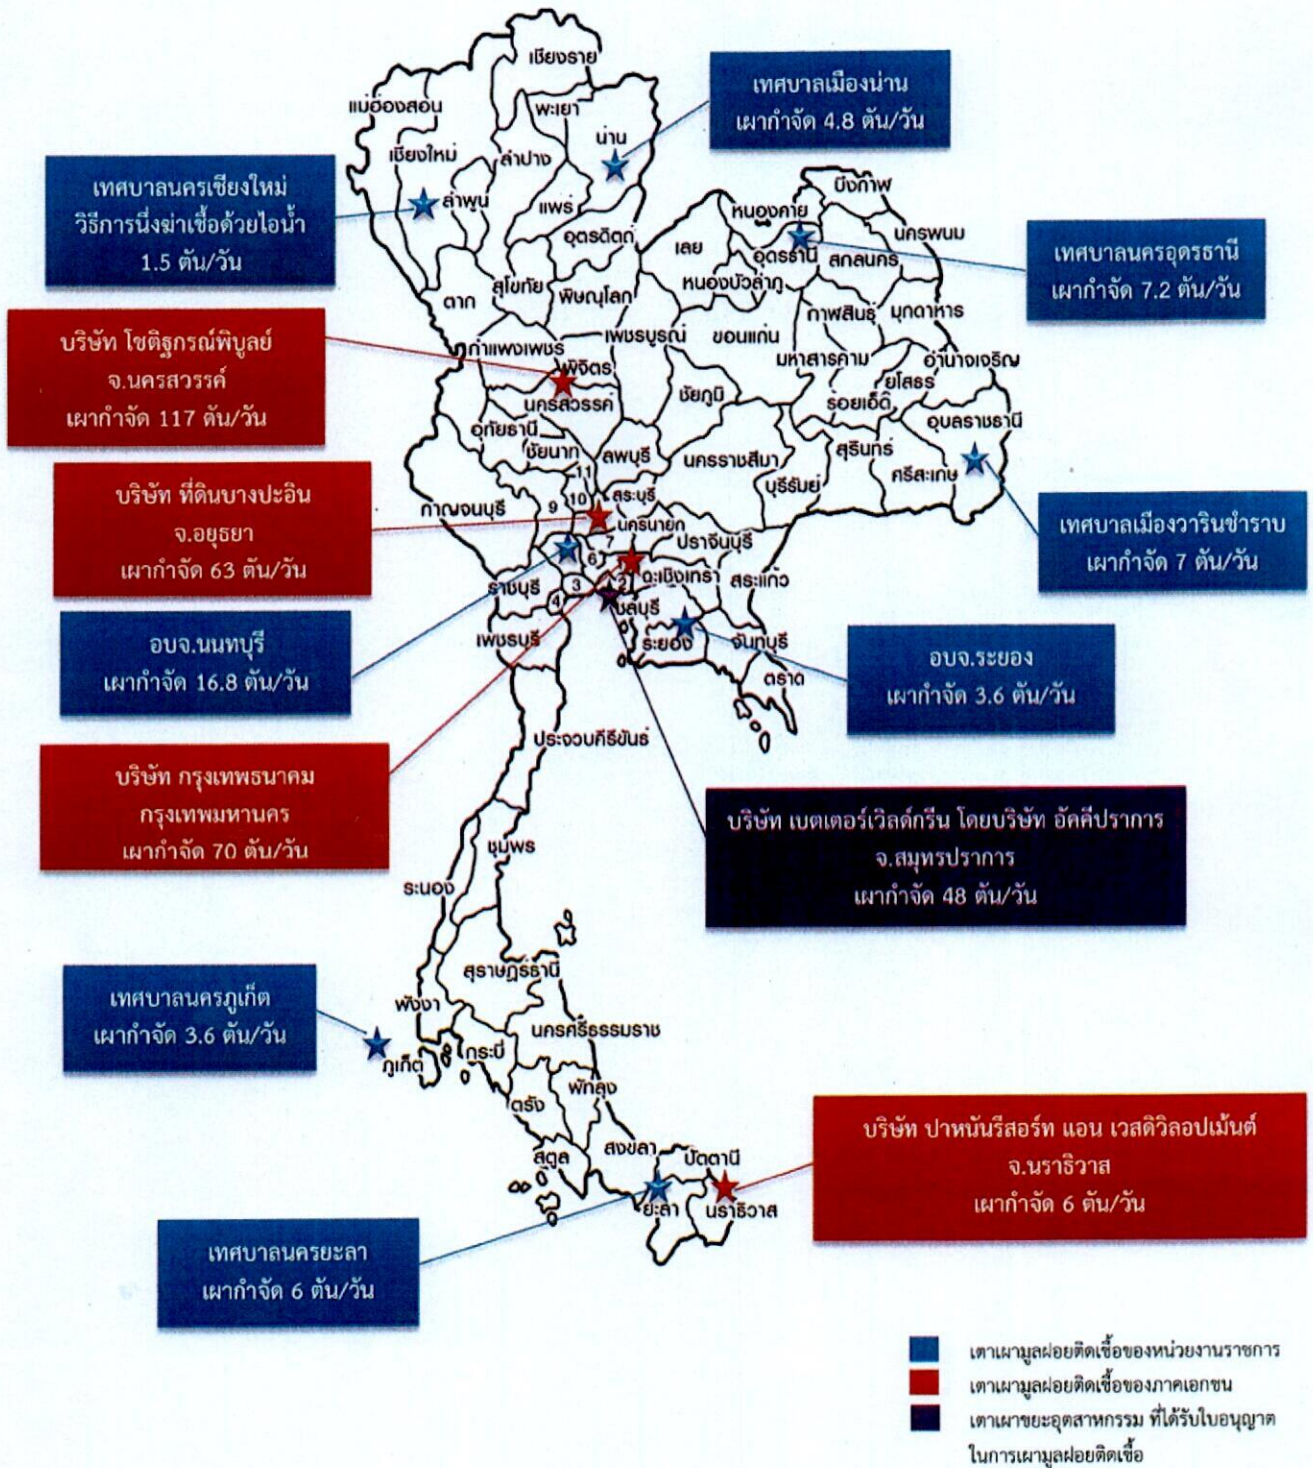 เชียงราย
แม่ฮ่องสอน
พะเยา
น่าน
เชียงใหม่
ลำปาง
ลำพูน
แพร่
อุตรดิตถ์
เทศบาลเมืองน่าน
เผากำจัด 4.8 ตัน/วัน
เทศบาลนครเชียงใหม่
วิธีการนึ่งฆ่าเชื้อด้วยไอน้ำ
1.5 ตัน/วัน
บึงกาฬ
หนองคาย
นครพนม
เลย
อุดรธานี
สกลนคร
หนองบัวลำภู
เทศบาลนครอุดรธานี
เผากำจัด 7.2 ตัน/วัน
ตาก
สุโขทัย
พิษณุโลก
กาฬสินธุ์
มุกดาหาร
เพชรบูรณ์
ขอนแก่น
กำแพงเพชร
พิจิตร
มหาสารคาม
อำนาจเจริญ
ยโสธร
ชัยภูมิ
ร้อยเอ็ด
นครสวรรค์
อุบลราชธานี
บริษัท โชติฐกรณ์พิบูลย์
จ.นครสวรรค์
เผากำจัด 117 ตัน/วัน
อุทัยธานี
ชัยนาท
ลพบุรี
นครราชสีมา
สุรินทร์
ศรีสะเกษ
บุรีรัมย์
11
10
9
สระบุรี
กาญจนบุรี
นครนายก
7
ปราจีนบุรี
บริษัท ที่ดินบางปะอิน
จ.อยุธยา
เผากำจัด 63 ตัน/วัน
เทศบาลเมืองวารินชำราบ
เผากำจัด 7 ตัน/วัน
6
ฉะเชิงเทรา
สระแก้ว
ราชบุรี
3
2
4
ชลบุรี
เพชรบุรี
ระยอง
จันทบุรี
ตราด
อบจ.นนทบุรี
เผากำจัด 16.8 ตัน/วัน
อบจ.ระยอง
เผากำจัด 3.6 ตัน/วัน
ประจวบคีรีขันธ์
บริษัท กรุงเทพธนาคม
กรุงเทพมหานคร
เผากำจัด 70 ตัน/วัน
บริษัท เบตเตอร์เวิลด์กรีน โดยบริษัท อัคคีปราการ
จ.สมุทรปราการ
เผากำจัด 48 ตัน/วัน
ชุมพร
ระนอง
สุราษฎร์ธานี
พังงา
นครศรีธรรมราช
กระบี่
ภูเก็ต
เทศบาลนครภูเก็ต
เผากำจัด 3.6 ตัน/วัน
พัทลุง
ตรัง
สงขลา
สตูล
ปัตตานี
ยะลา
นราธิวาส
บริษัท ปาหนันรีสอร์ท แอน เวสดิวิลอปเม้นต์
จ.นราธิวาส
เผากำจัด 6 ตัน/วัน
เทศบาลนครยะลา
เผากำจัด 6 ตัน/วัน
เตาเผามูลฝอยติดเชื้อของหน่วยงานราชการ
เตาเผามูลฝอยติดเชื้อของภาคเอกชน
เตาเผาขยะอุตสาหกรรม ที่ได้รับใบอนุญาต
ในการเผามูลฝอยติดเชื้อ